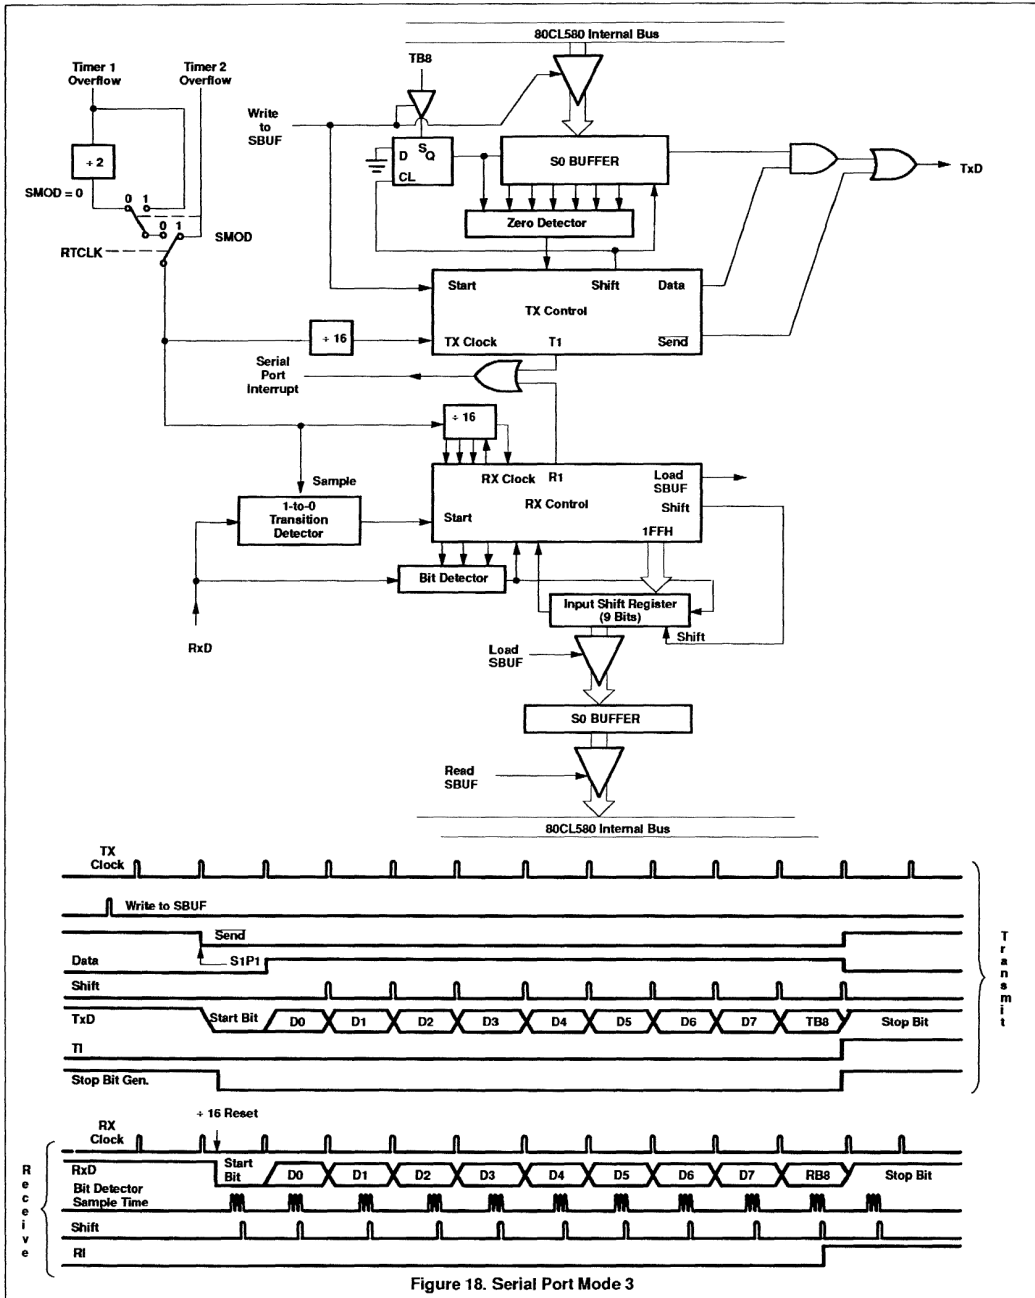 80CL580 Internal Bus
Timer 1
Overflow
Timer 2
Overflow
TB8
Write
to
SBUF
÷ 2
D
S
Q
CL
S0 BUFFER
TxD
SMOD = 0
0 1
0 1
SMOD
RTCLK
Zero Detector
Start
Shift
Data
TX Control
TX Clock
T1
Send
÷ 16
Serial
Port
Interrupt
÷ 16
Sample
RX Clock
R1
Load
SBUF
RX Control
Start
Shift
1FFH
1-to-0
Transition
Detector
Bit Detector
Input Shift Register
(9 Bits)
Shift
RxD
Load
SBUF
S0 BUFFER
Read
SBUF
80CL580 Internal Bus
TX
Clock
Write to SBUF
Send
Data
S1P1
Shift
TxD
Start Bit
D0
D1
D2
D3
D4
D5
D6
D7
TB8
Stop Bit
TI
Stop Bit Gen.
Transmit
÷ 16 Reset
RX
Clock
RxD
Start
Bit
D0
D1
D2
D3
D4
D5
D6
D7
RB8
Stop Bit
Bit Detector
Sample Time
Shift
RI
Receive
Figure 18. Serial Port Mode 3